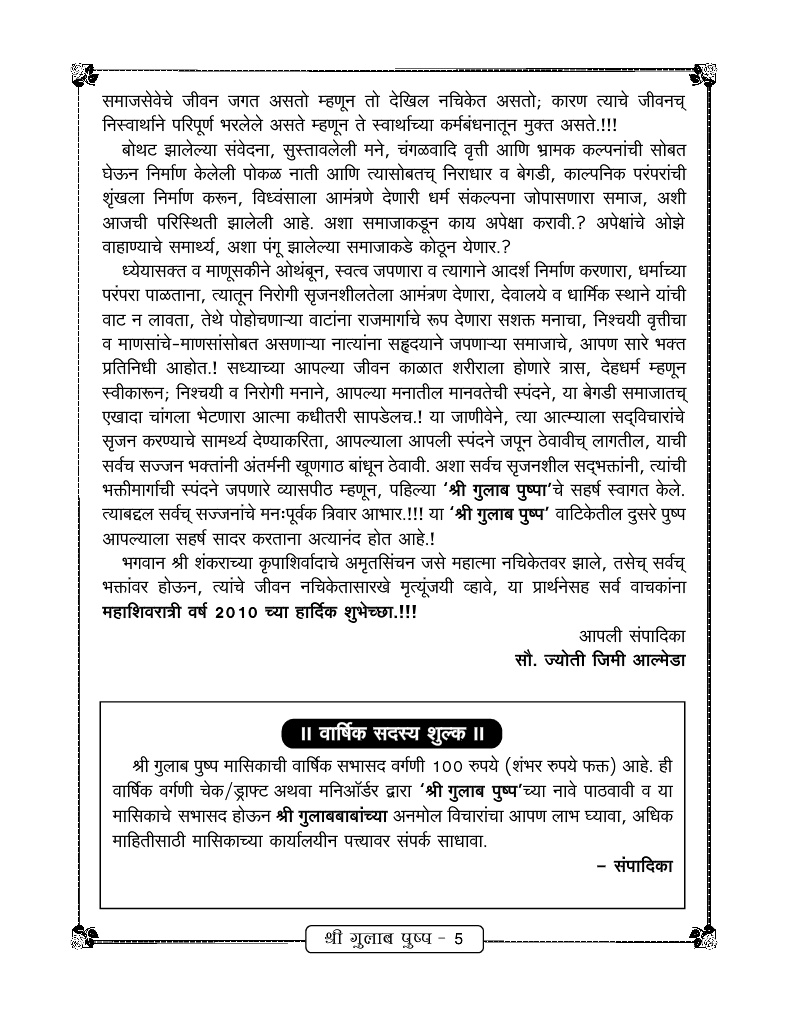 समाजसेवेचे जीवन जगत असतो म्हणून तो देखिल नचिकेत असतो; कारण त्याचे जीवनच्
निस्वार्थाने परिपूर्ण भरलेले असते म्हणून ते स्वार्थाच्या कर्मबंधनातून मुक्त असते.!!!
बोथट झालेल्या संवेदना, सुस्तावलेली मने, चंगळवादि वृत्ती आणि भ्रामक कल्पनांची सोबत
घेऊन निर्माण केलेली पोकळ नाती आणि त्यासोबतच् निराधार व बेगडी, काल्पनिक परंपरांची
शृंखला निर्माण करून, विध्वंसाला आमंत्रणे देणारी धर्म संकल्पना जोपासणारा समाज, अशी
आजची परिस्थिती झालेली आहे. अशा समाजाकडून काय अपेक्षा करावी.? अपेक्षांचे ओझे
वाहाण्याचे समार्थ्य, अशा पंगू झालेल्या समाजाकडे कोठून येणार.?
ध्येयासक्त व माणूसकीने ओथंबून, स्वत्व जपणारा व त्यागाने आदर्श निर्माण करणारा, धर्माच्या
परंपरा पाळताना, त्यातून निरोगी सृजनशीलतेला आमंत्रण देणारा, देवालये व धार्मिक स्थाने यांची
वाट न लावता, तेथे पोहोचणाऱ्या वाटांना राजमार्गाचे रूप देणारा सशक्त मनाचा, निश्चयी वृत्तीचा
व माणसांचे-माणसांसोबत असणाऱ्या नात्यांना सहृदयाने जपणाऱ्या समाजाचे, आपण सारे भक्त
प्रतिनिधी आहोत.! सध्याच्या आपल्या जीवन काळात शरीराला होणारे त्रास, देहधर्म म्हणून
स्वीकारून; निश्चयी व निरोगी मनाने, आपल्या मनातील मानवतेची स्पंदने, या बेगडी समाजातच्
एखादा चांगला भेटणारा आत्मा कधीतरी सापडेलच.! या जाणीवेने, त्या आत्म्याला सद्‌विचारांचे
सृजन करण्याचे सामर्थ्य देण्याकरिता, आपल्याला आपली स्पंदने जपून ठेवावीच् लागतील, याची
सर्वच सज्जन भक्तांनी अंतर्मनी खूणगाठ बांधून ठेवावी. अशा सर्वच सृजनशील सद्‌भक्तांनी, त्यांची
भक्तीमार्गाची स्पंदने जपणारे व्यासपीठ म्हणून, पहिल्या ‘श्री गुलाब पुष्पा’चे सहर्ष स्वागत केले.
त्याबद्दल सर्वच् सज्जनांचे मनःपूर्वक त्रिवार आभार.!!! या ‘श्री गुलाब पुष्प’ वाटिकेतील दुसरे पुष्प
आपल्याला सहर्ष सादर करताना अत्यानंद होत आहे.!
भगवान श्री शंकराच्या कृपाशिर्वादाचे अमृतसिंचन जसे महात्मा नचिकेतवर झाले, तसेच् सर्वच्
भक्तांवर होऊन, त्यांचे जीवन नचिकेतासारखे मृत्यूंजयी व्हावे, या प्रार्थनेसह सर्व वाचकांना
महाशिवरात्री वर्ष 2010 च्या हार्दिक शुभेच्छा.!!!
आपली संपादिका
सौ. ज्योती जिमी आल्मेडा
॥ वार्षिक सदस्य शुल्क ॥
श्री गुलाब पुष्प मासिकाची वार्षिक सभासद वर्गणी 100 रुपये (शंभर रुपये फक्त) आहे. ही
वार्षिक वर्गणी चेक/ड्राफ्ट अथवा मनिऑर्डर द्वारा ‘श्री गुलाब पुष्प’च्या नावे पाठवावी व या
मासिकाचे सभासद होऊन श्री गुलाबबाबांच्या अनमोल विचारांचा आपण लाभ घ्यावा, अधिक
माहितीसाठी मासिकाच्या कार्यालयीन पत्त्यावर संपर्क साधावा.
– संपादिका
श्री गुलाब पुष्प - 5